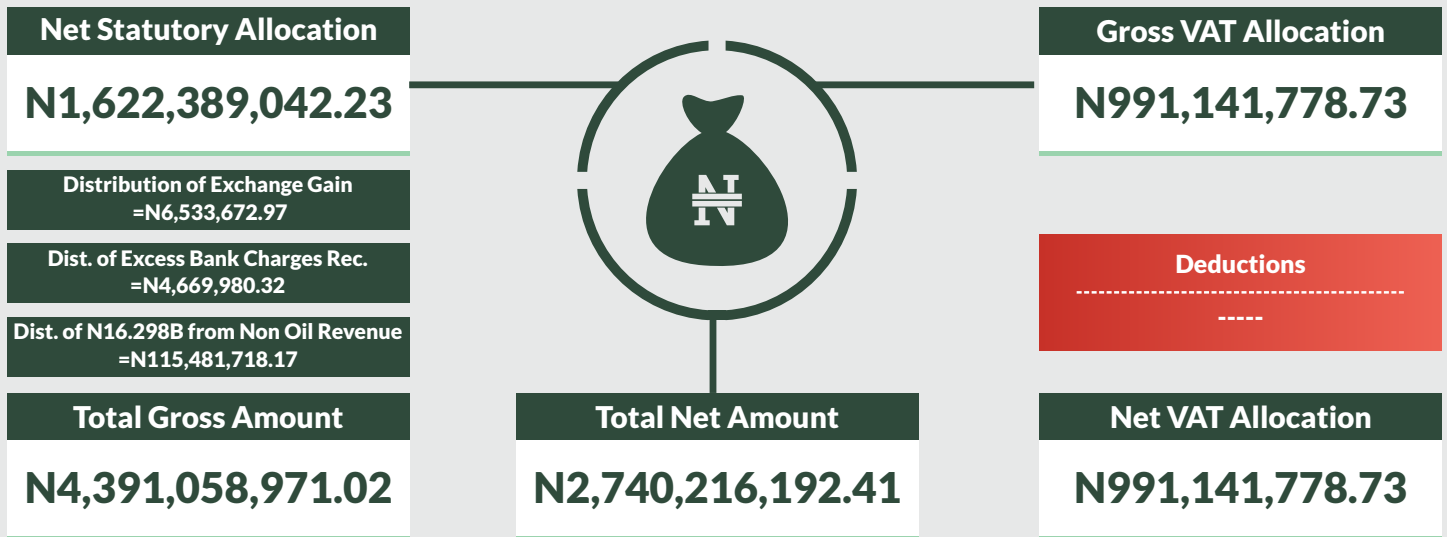 Net Statutory Allocation
N1,622,389,042.23
Distribution of Exchange Gain
=N6,533,672.97
Dist. of Excess Bank Charges Rec.
=N4,669,980.32
Dist. of N16.298B from Non Oil Revenue
=N115,481,718.17
Total Gross Amount
N4,391,058,971.02
₦
Total Net Amount
N2,740,216,192.41
Gross VAT Allocation
N991,141,778.73
Deductions
--------------------------------------------
-----
Net VAT Allocation
N991,141,778.73